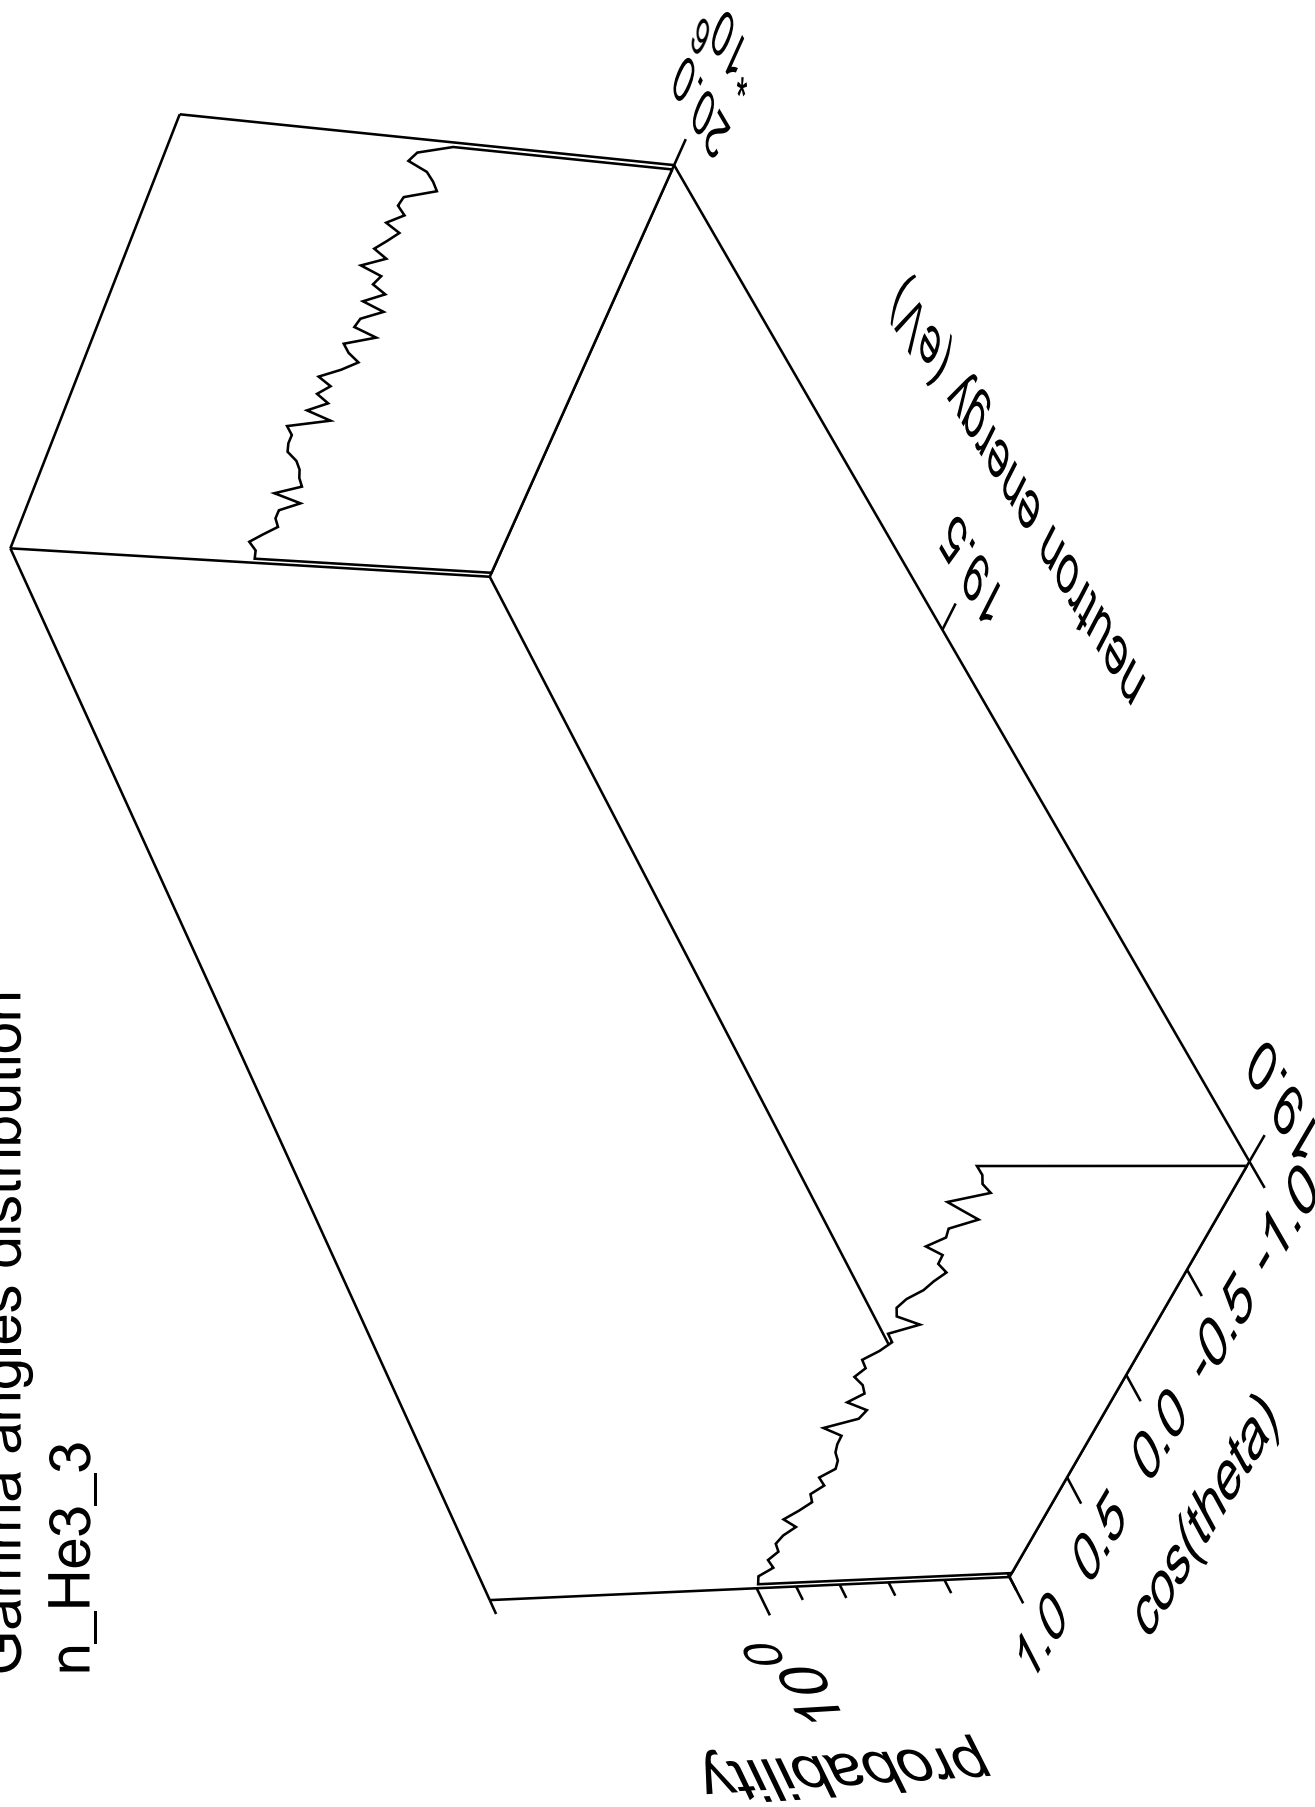 Gamma angles distribution
n_He3_3
probability
10^0
cos(theta)
1.0
0.5
0.0
-0.5
-1.0
neutron energy (eV)
19.0
19.5
20.0
*10^6